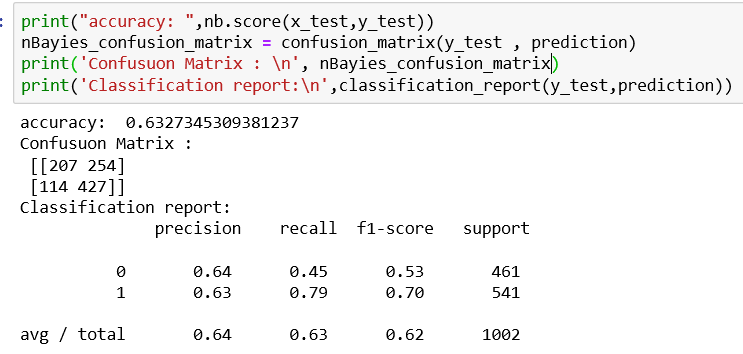 :
print("accuracy: ",nb.score(x_test,y_test))
nBayies_confusion_matrix = confusion_matrix(y_test , prediction)
print('Confusuon Matrix : \n', nBayies_confusion_matrix)
print('Classification report:\n',classification_report(y_test,prediction))
accuracy:  0.6327345309381237
Confusuon Matrix :
 [[207 254]
 [114 427]]
Classification report:
             precision    recall  f1-score   support
          0       0.64      0.45      0.53       461
          1       0.63      0.79      0.70       541
avg / total       0.64      0.63      0.62      1002